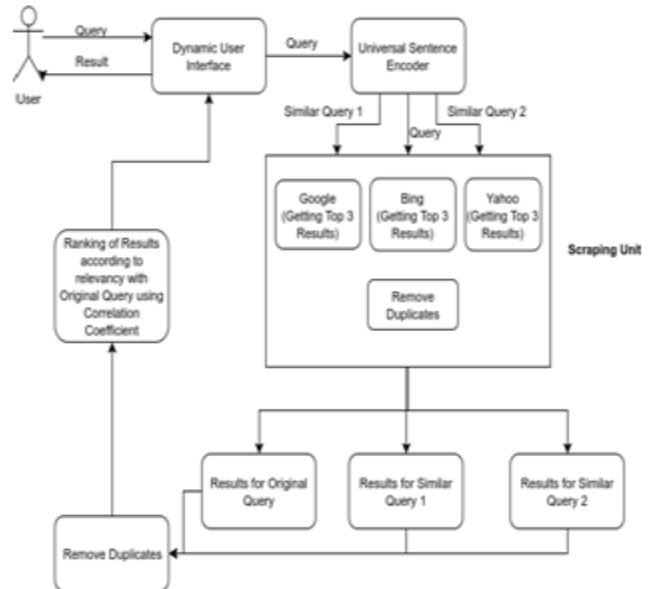 Query
Result
User
Dynamic User
Interface
Query
Universal Sentence
Encoder
Similar Query 1
Query
Similar Query 2
Google
(Getting Top 3
Results)
Bing
(Getting Top 3
Results)
Yahoo
(Getting Top 3
Results)
Scraping Unit
Remove
Duplicates
Ranking of Results
according to
relevancy with
Original Query using
Correlation
Coefficient
Results for Original
Query
Results for Similar
Query 1
Results for Similar
Query 2
Remove Duplicates